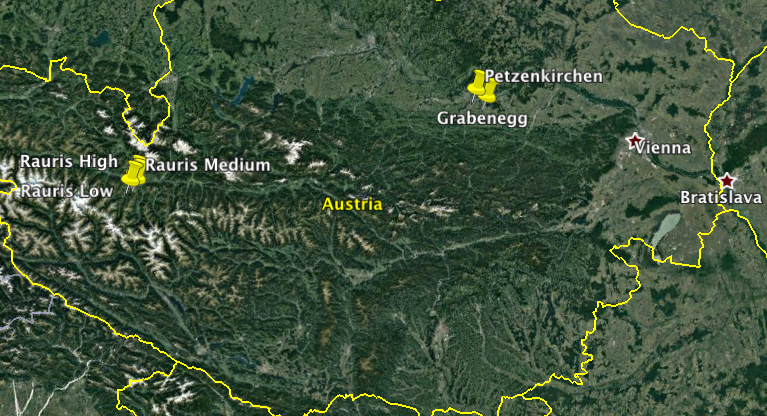 Petzenkirchen
Grabenegg
Vienna
Rauris High
Rauris Medium
Rauris Low
Bratislava
Austria